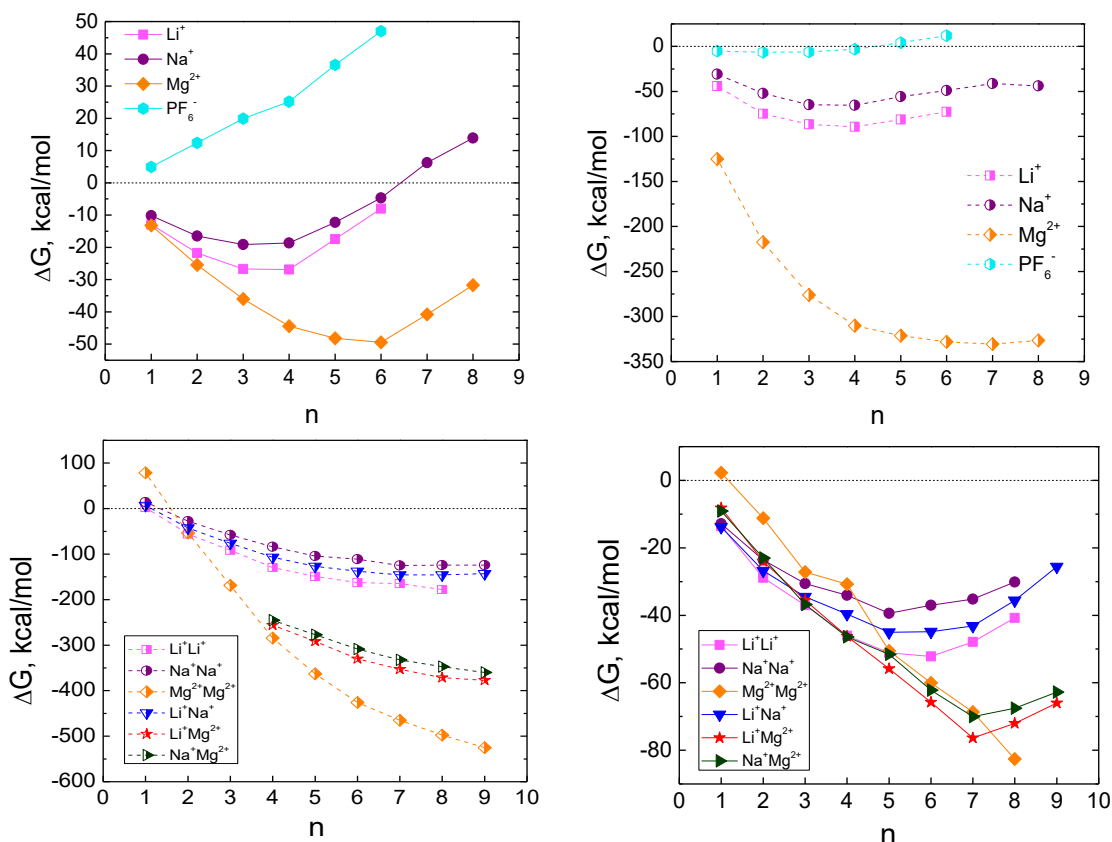 50
40
30
20
10
0
-10
-20
-30
-40
-50
ΔG, kcal/mol
Li⁺
Na⁺
Mg²⁺
PF₆⁻
0 1 2 3 4 5 6 7 8 9
n
0
-50
-100
-150
-200
-250
-300
-350
ΔG, kcal/mol
Li⁺
Na⁺
Mg²⁺
PF₆⁻
0 1 2 3 4 5 6 7 8 9
n
100
0
-100
-200
-300
-400
-500
-600
ΔG, kcal/mol
Li⁺Li⁺
Na⁺Na⁺
Mg²⁺Mg²⁺
Li⁺Na⁺
Li⁺Mg²⁺
Na⁺Mg²⁺
0 1 2 3 4 5 6 7 8 9 10
n
0
-20
-40
-60
-80
ΔG, kcal/mol
Li⁺Li⁺
Na⁺Na⁺
Mg²⁺Mg²⁺
Li⁺Na⁺
Li⁺Mg²⁺
Na⁺Mg²⁺
0 1 2 3 4 5 6 7 8 9 10
n